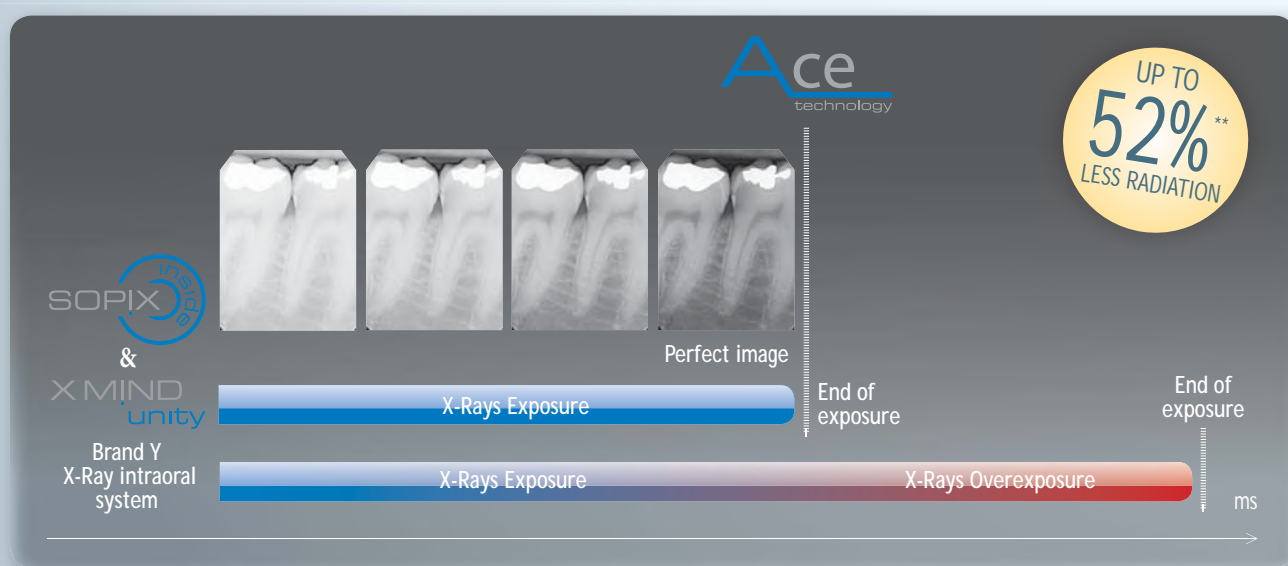 Ace
technology
UP TO
52%**
LESS RADIATION
SOPIX inside
&
X MIND
unity
Perfect image
X-Rays Exposure
End of
exposure
End of
exposure
Brand Y
X-Ray intraoral
system
X-Rays Exposure
X-Rays Overexposure
ms